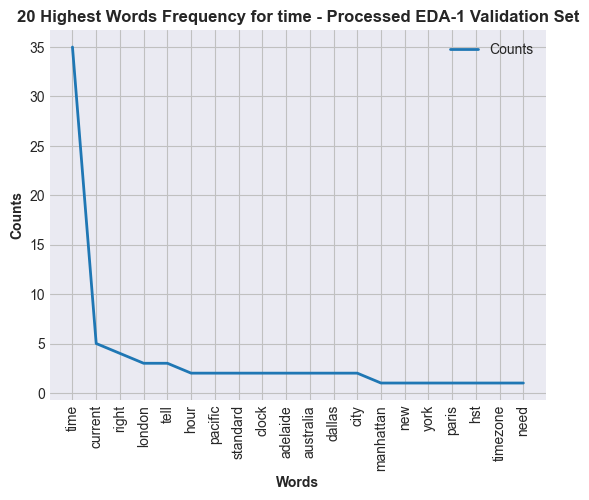 20 Highest Words Frequency for time - Processed EDA-1 Validation Set
Counts
35
30
25
20
15
10
5
0
Counts
time
current
right
london
tell
hour
pacific
standard
clock
adelaide
australia
dallas
city
manhattan
new
york
paris
hst
timezone
need
Words